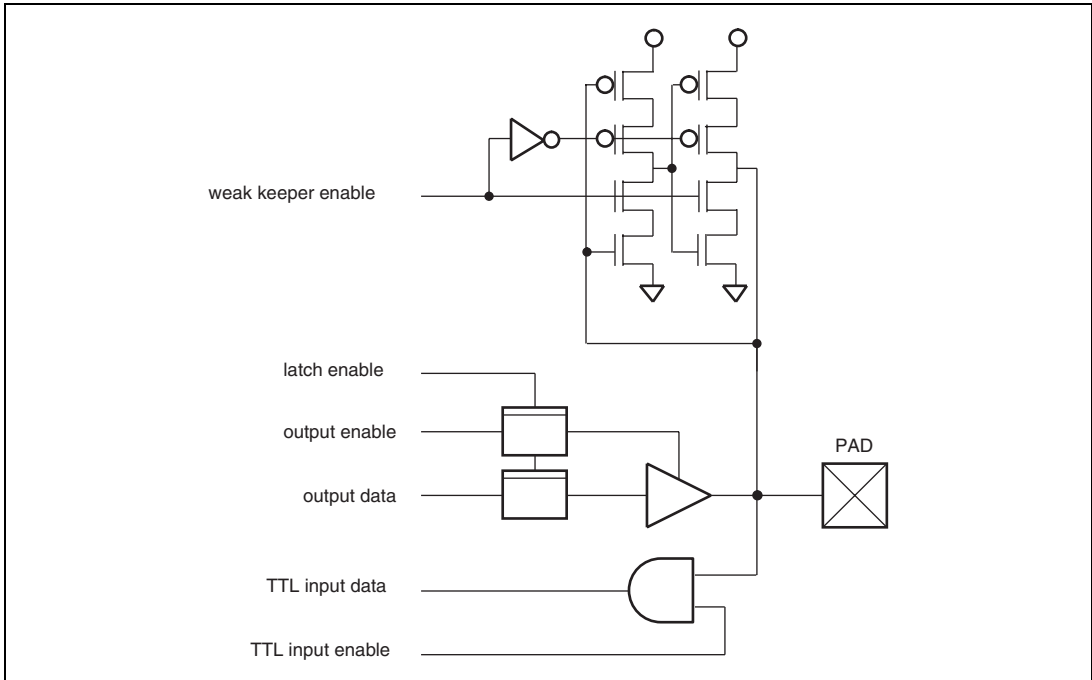 weak keeper enable
latch enable
output enable
PAD
output data
TTL input data
TTL input enable